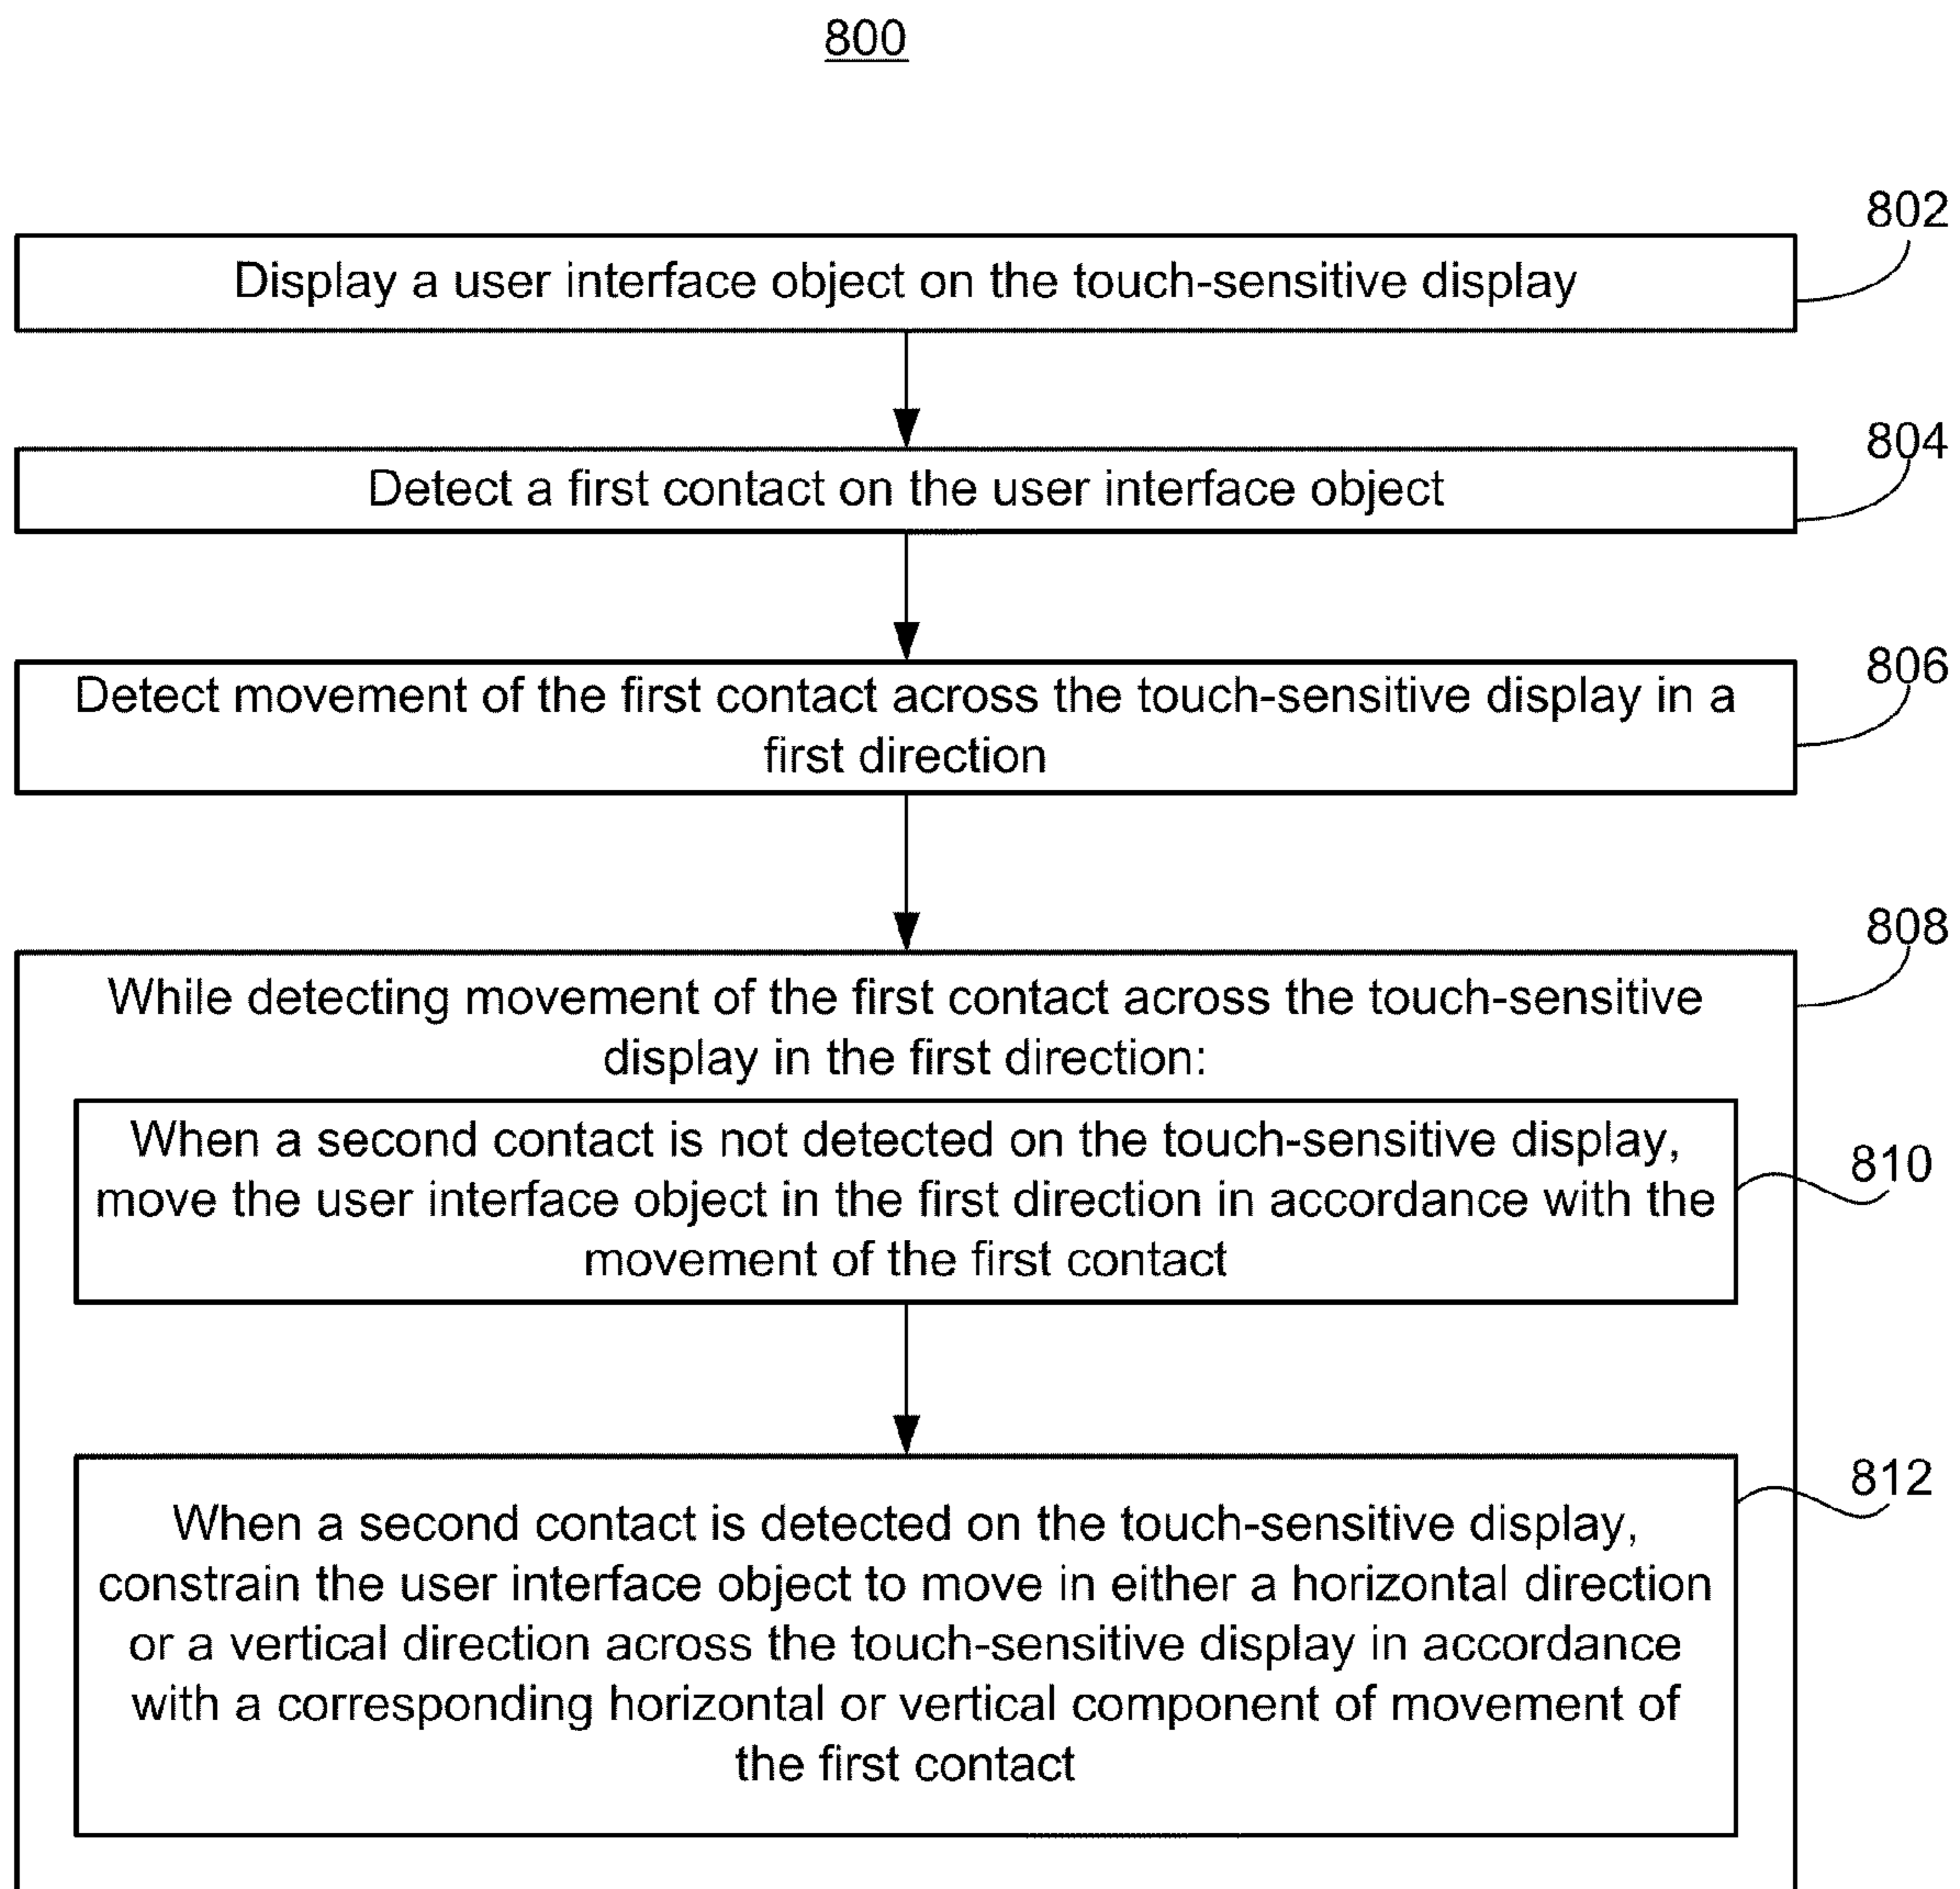 800
802
Display a user interface object on the touch-sensitive display
804
Detect a first contact on the user interface object
806
Detect movement of the first contact across the touch-sensitive display in a
first direction
808
While detecting movement of the first contact across the touch-sensitive
display in the first direction:
When a second contact is not detected on the touch-sensitive display,
810
move the user interface object in the first direction in accordance with the
movement of the first contact
812
When a second contact is detected on the touch-sensitive display,
constrain the user interface object to move in either a horizontal direction
or a vertical direction across the touch-sensitive display in accordance
with a corresponding horizontal or vertical component of movement of
the first contact